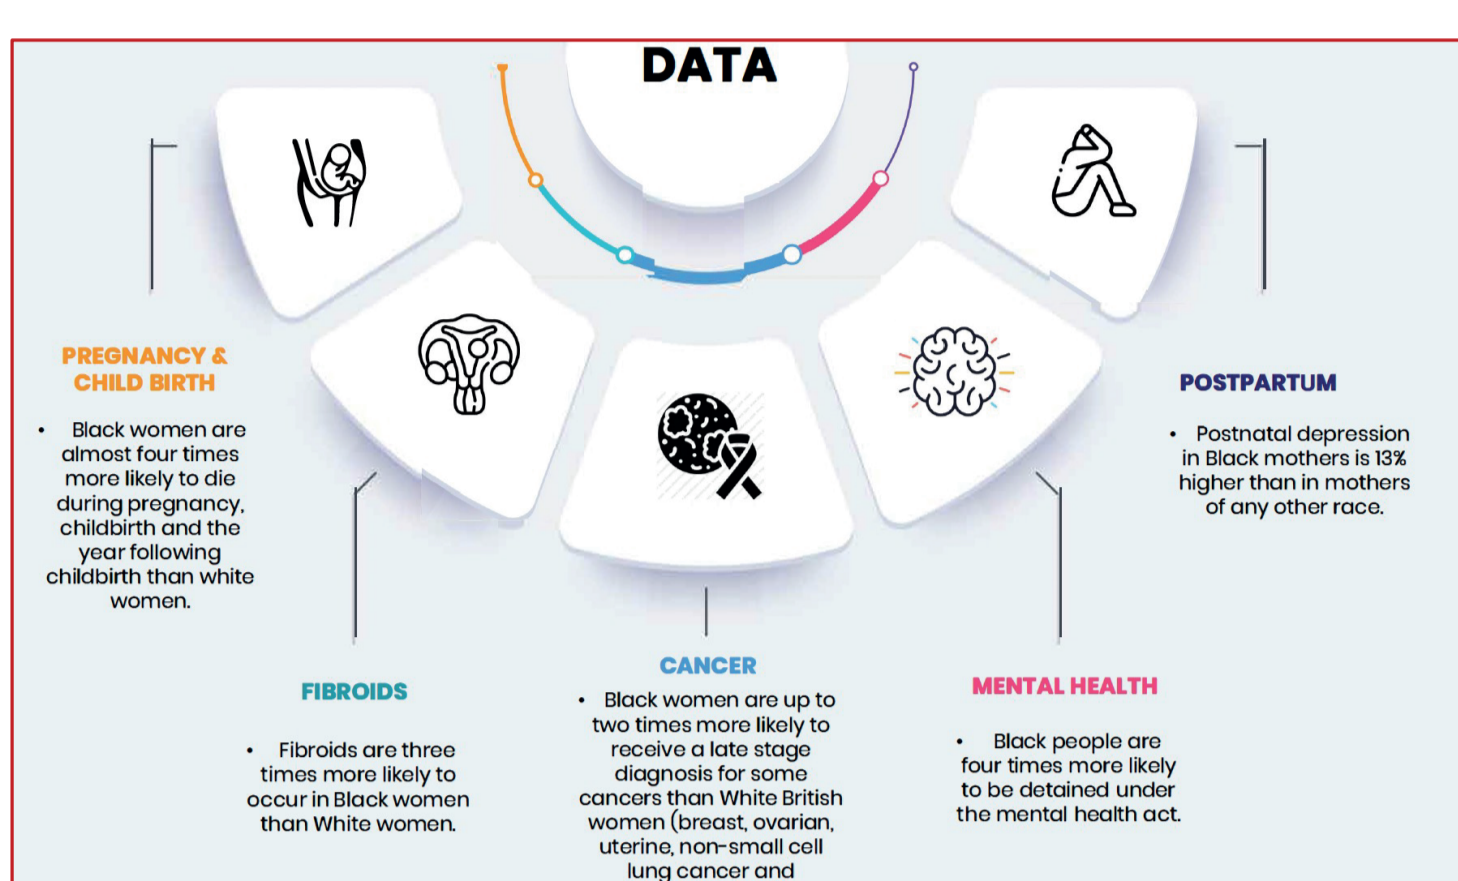 DATA
PREGNANCY &
CHILD BIRTH
• Black women are
almost four times
more likely to die
during pregnancy,
childbirth and the
year following
childbirth than white
women.
FIBROIDS
• Fibroids are three
times more likely to
occur in Black women
than White women.
CANCER
• Black women are up to
two times more likely to
receive a late stage
diagnosis for some
cancers than White British
women (breast, ovarian,
uterine, non-small cell
lung cancer and
MENTAL HEALTH
• Black people are
four times more likely
to be detained under
the mental health act.
POSTPARTUM
• Postnatal depression
in Black mothers is 13%
higher than in mothers
of any other race.